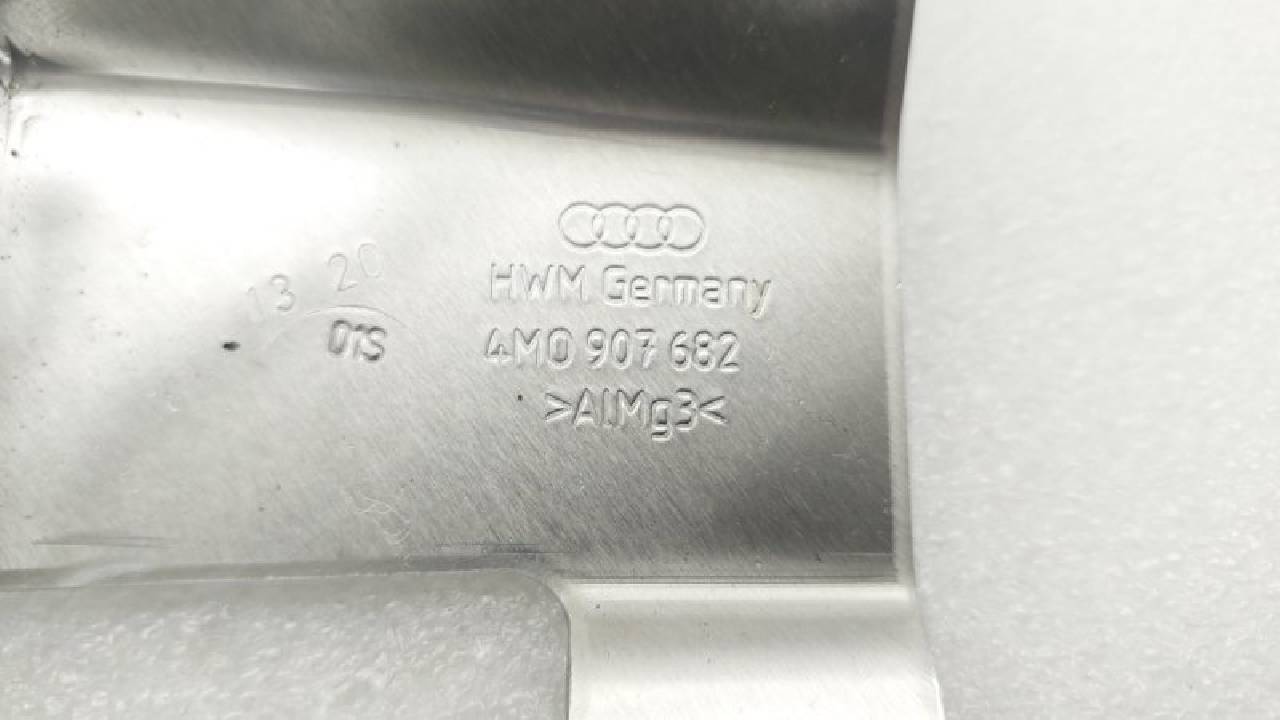 13 20
01S
HWM Germany
4M0 907 682
>AlMg3<